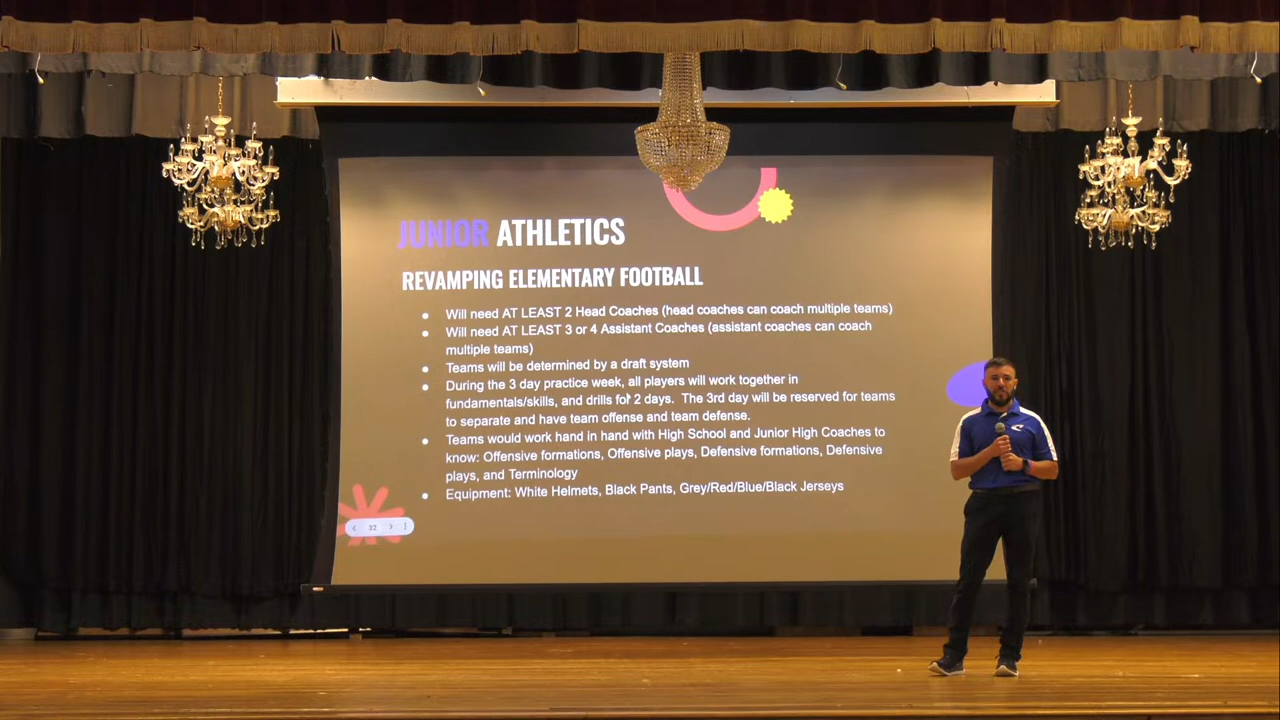 JUNIOR ATHLETICS
REVAMPING ELEMENTARY FOOTBALL
● Will need AT LEAST 2 Head Coaches (head coaches can coach multiple teams)
● Will need AT LEAST 3 or 4 Assistant Coaches (assistant coaches can coach
multiple teams)
● Teams will be determined by a draft system
● During the 3 day practice week, all players will work together in
fundamentals/skills, and drills for 2 days. The 3rd day will be reserved for teams
to separate and have team offense and team defense.
● Teams would work hand in hand with High School and Junior High Coaches to
know: Offensive formations, Offensive plays, Defensive formations, Defensive
plays, and Terminology
● Equipment: White Helmets, Black Pants, Grey/Red/Blue/Black Jerseys
32